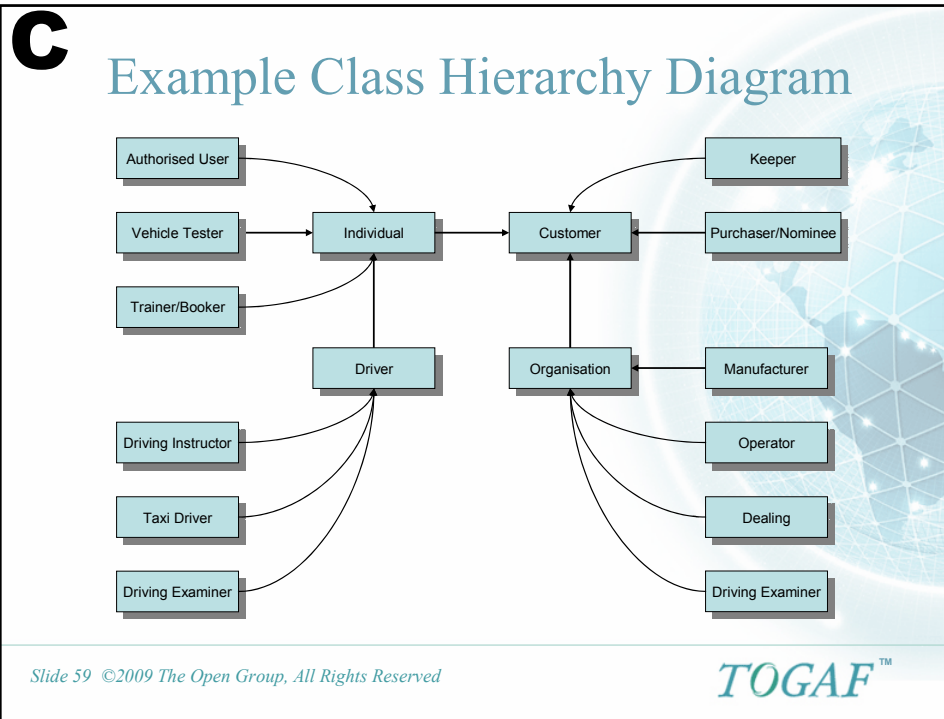 C
Example Class Hierarchy Diagram
Authorised User
Keeper
Vehicle Tester
Individual
Customer
Purchaser/Nominee
Trainer/Booker
Driver
Organisation
Manufacturer
Driving Instructor
Operator
Taxi Driver
Dealing
Driving Examiner
Driving Examiner
Slide 59 ©2009 The Open Group, All Rights Reserved
TOGAF™